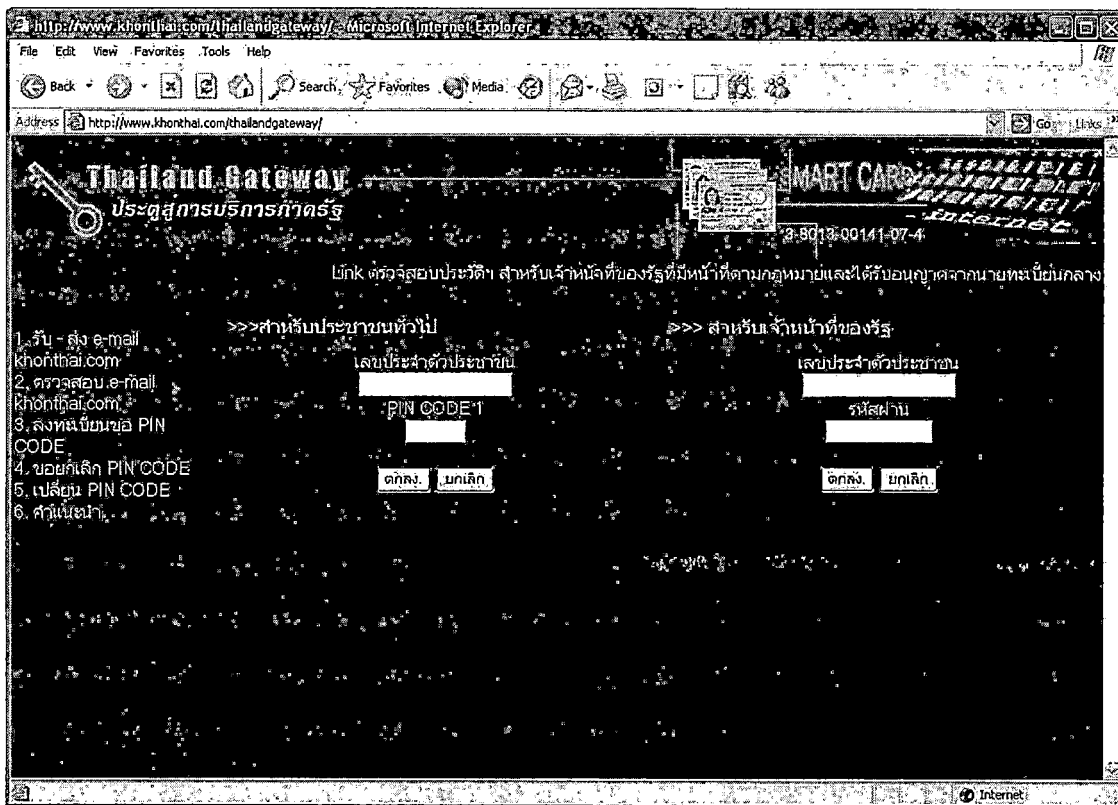 http://www.khonthai.com/thailandgateway/ - Microsoft Internet Explorer
File Edit View Favorites Tools Help
Back Search Favorites Media
Address http://www.khonthai.com/thailandgateway/ Go Links
Thailand Gateway
ประตูสู่การบริการภาครัฐ
SMART CARD
Internet
3-8013-00141-07-4
Link ตรวจสอบประวัติฯ สำหรับเจ้าหน้าที่ของรัฐที่มีหน้าที่ตามกฎหมายและได้รับอนุญาตจากนายทะเบียนกลาง
1. รับ - ส่ง e-mail
khonthai.com
2. ตรวจสอบ e-mail
khonthai.com
3. ลงทะเบียนขอ PIN
CODE
4. ขอยกเลิก PIN CODE
5. เปลี่ยน PIN CODE
6. คำแนะนำ
>>>สำหรับประชาชนทั่วไป
เลขประจำตัวประชาชน
PIN CODE 1
ตกลง ยกเลิก
>>> สำหรับเจ้าหน้าที่ของรัฐ
เลขประจำตัวประชาชน
รหัสผ่าน
ตกลง ยกเลิก
Internet